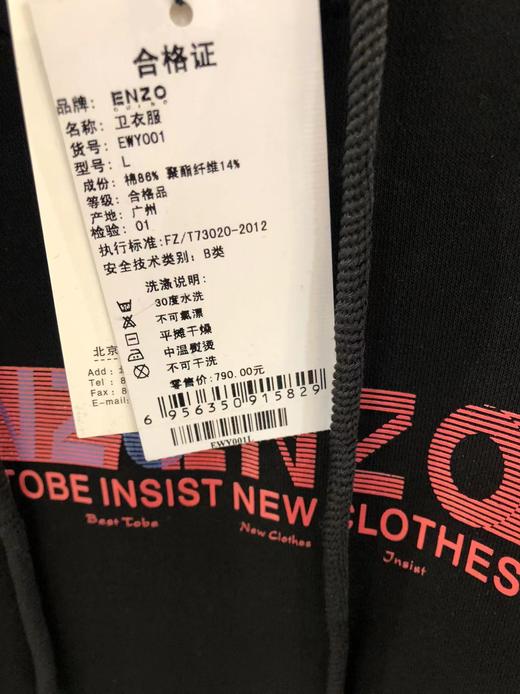 合格证
品牌: ENZO
名称: 卫衣服
货号: EWY001
型号: L
成份: 棉86% 聚酯纤维14%
等级: 合格品
产地: 广州
检验: 01
执行标准:FZ/T73020-2012
安全技术类别: B类
洗涤说明:
30度水洗
不可氯漂
平摊干燥
中温熨烫
不可干洗
零售价:790.00元
6 956350 915829
EWY001L
北京
Add:
Tel : 8
Fax : 8
E-mail:
ENZO
TOBE INSIST NEW CLOTHES
Best Tobe
New Clothes
Insist